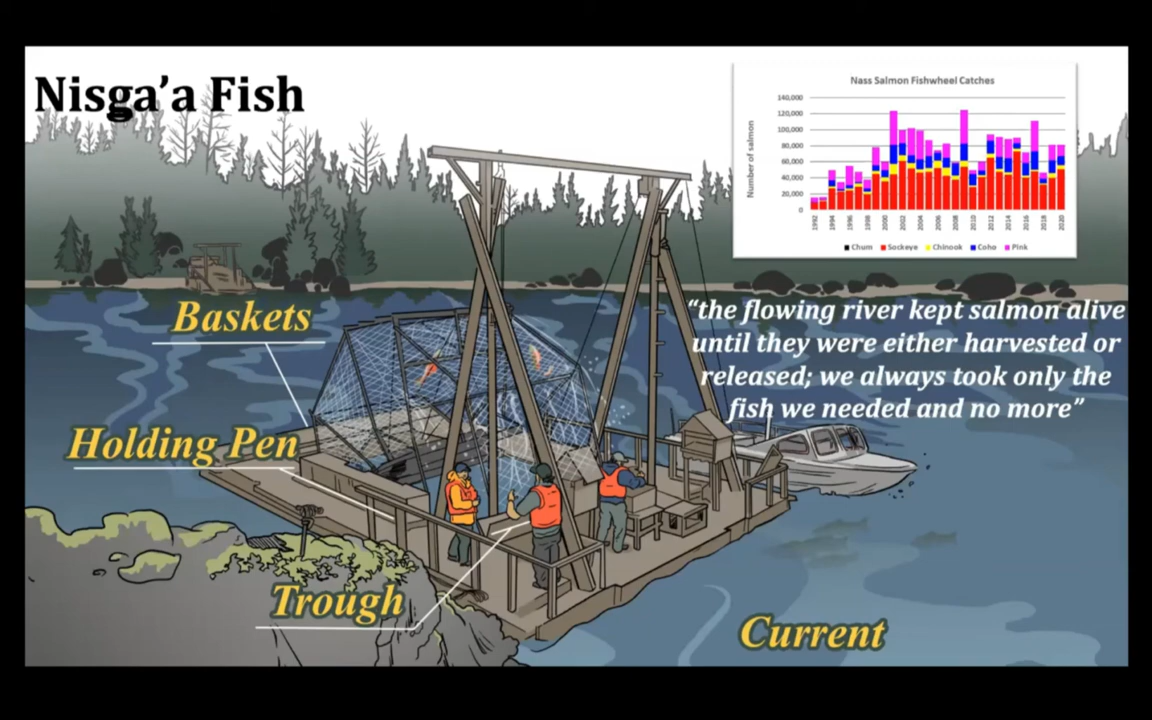 Nisga’a Fish
Nass Salmon Fishwheel Catches
Number of salmon
140,000
120,000
100,000
80,000
60,000
40,000
20,000
0
1992
1994
1996
1998
2000
2002
2004
2006
2008
2010
2012
2014
2016
2018
2020
Chum Sockeye Chinook Coho Pink
“the flowing river kept salmon alive
until they were either harvested or
released; we always took only the
fish we needed and no more”
Baskets
Holding Pen
Trough
Current